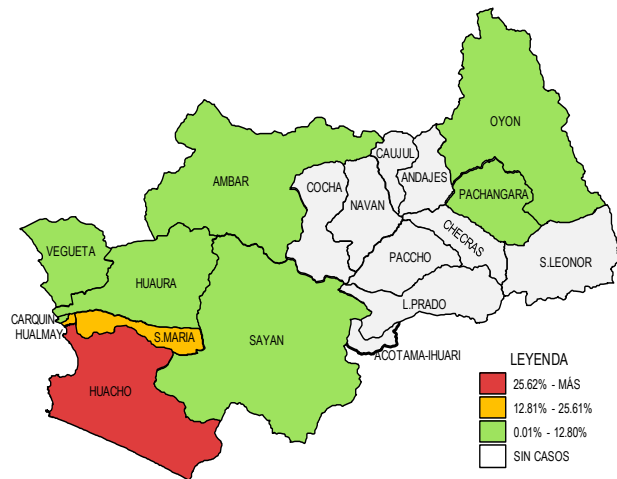 OYON
CAUJUL
ANDAJES
AMBAR
COCHA
NAVAN
PACHANGARA
CHECRAS
VEGUETA
PACCHO
S.LEONOR
HUAURA
L.PRADO
CARQUIN
HUALMAY
S.MARIA
SAYAN
ACOTAMA-IHUARI
HUACHO
LEYENDA
25.62% - MÁS
12.81% - 25.61%
0.01% - 12.80%
SIN CASOS